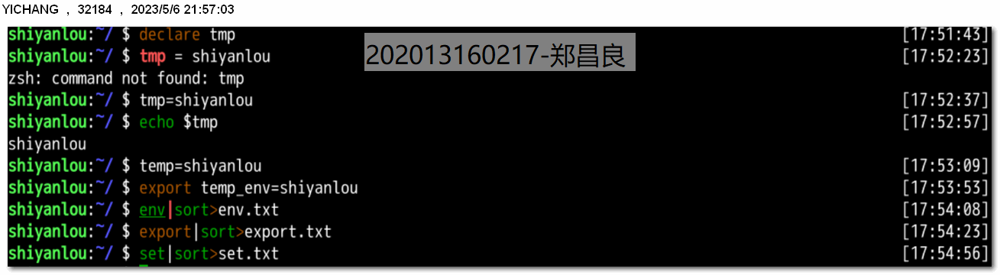 YICHANG , 32184 , 2023/5/6 21:57:03
shiyanlou:~/ $ declare tmp [17:51:43]
202013160217-郑昌良
shiyanlou:~/ $ tmp = shiyanlou [17:52:23]
zsh: command not found: tmp
shiyanlou:~/ $ tmp=shiyanlou [17:52:37]
shiyanlou:~/ $ echo $tmp [17:52:57]
shiyanlou
shiyanlou:~/ $ temp=shiyanlou [17:53:09]
shiyanlou:~/ $ export temp_env=shiyanlou [17:53:53]
shiyanlou:~/ $ env|sort>env.txt [17:54:08]
shiyanlou:~/ $ export|sort>export.txt [17:54:23]
shiyanlou:~/ $ set|sort>set.txt [17:54:56]